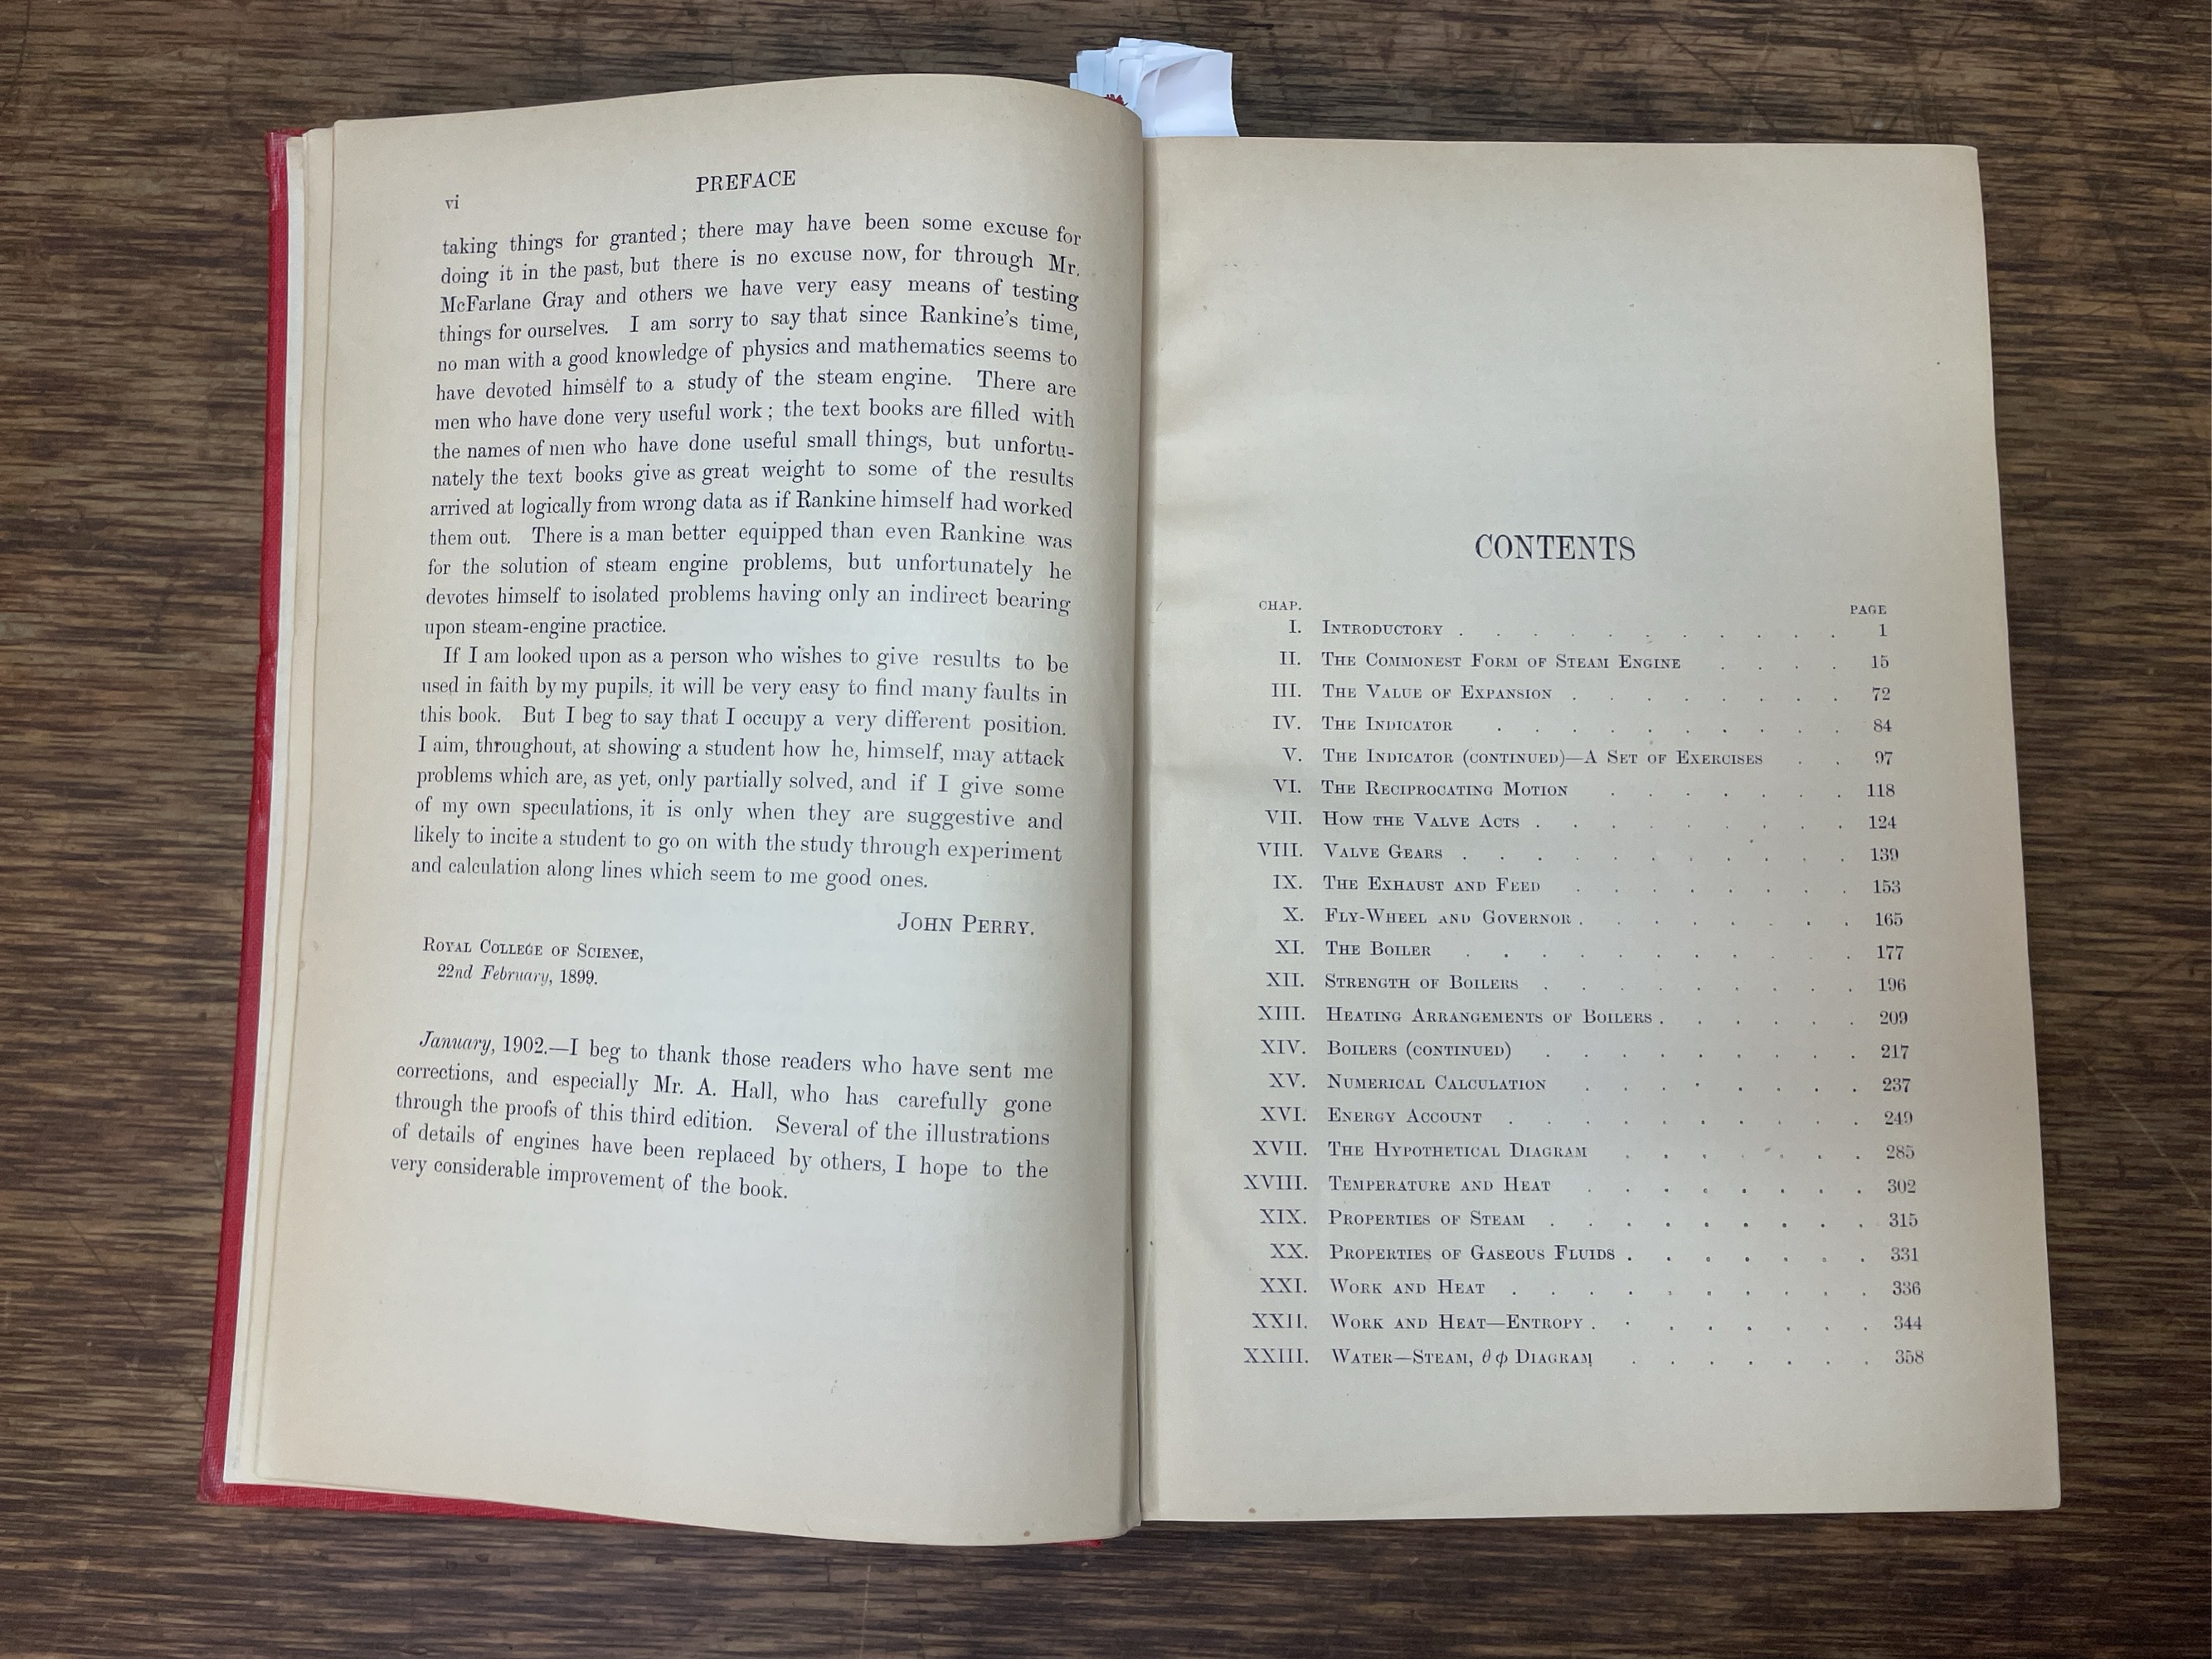 vi
PREFACE
taking things for granted; there may have been some excuse for
doing it in the past, but there is no excuse now, for through Mr.
McFarlane Gray and others we have very easy means of testing
things for ourselves. I am sorry to say that since Rankine's time,
no man with a good knowledge of physics and mathematics seems to
have devoted himself to a study of the steam engine. There are
men who have done very useful work; the text books are filled with
the names of men who have done useful small things, but unfortu-
nately the text books give as great weight to some of the results
arrived at logically from wrong data as if Rankine himself had worked
them out. There is a man better equipped than even Rankine was
for the solution of steam engine problems, but unfortunately he
devotes himself to isolated problems having only an indirect bearing
upon steam-engine practice.
If I am looked upon as a person who wishes to give results to be
used in faith by my pupils, it will be very easy to find many faults in
this book. But I beg to say that I occupy a very different position.
I aim, throughout, at showing a student how he, himself, may attack
problems which are, as yet, only partially solved, and if I give some
of my own speculations, it is only when they are suggestive and
likely to incite a student to go on with the study through experiment
and calculation along lines which seem to me good ones.
JOHN PERRY.
ROYAL COLLEGE OF SCIENCE,
22nd February, 1899.
January, 1902.—I beg to thank those readers who have sent me
corrections, and especially Mr. A. Hall, who has carefully gone
through the proofs of this third edition. Several of the illustrations
of details of engines have been replaced by others, I hope to the
very considerable improvement of the book.
CONTENTS
CHAP. PAGE
I. INTRODUCTORY . . . . . . . . . . . 1
II. THE COMMONEST FORM OF STEAM ENGINE . . . . 15
III. THE VALUE OF EXPANSION . . . . . . . . 72
IV. THE INDICATOR . . . . . . . . . 84
V. THE INDICATOR (CONTINUED)—A SET OF EXERCISES . . 97
VI. THE RECIPROCATING MOTION . . . . . . . 118
VII. HOW THE VALVE ACTS . . . . . . . . . 124
VIII. VALVE GEARS . . . . . . . . . . . 139
IX. THE EXHAUST AND FEED . . . . . . . . 153
X. FLY-WHEEL AND GOVERNOR . . . . . . . . 165
XI. THE BOILER . . . . . . . . . . . 177
XII. STRENGTH OF BOILERS . . . . . . . . . 196
XIII. HEATING ARRANGEMENTS OF BOILERS . . . . . . 209
XIV. BOILERS (CONTINUED) . . . . . . . . . 217
XV. NUMERICAL CALCULATION . . . . . . . . 237
XVI. ENERGY ACCOUNT . . . . . . . . . . 249
XVII. THE HYPOTHETICAL DIAGRAM . . . . . . . 285
XVIII. TEMPERATURE AND HEAT . . . . . . . . 302
XIX. PROPERTIES OF STEAM . . . . . . . . . 315
XX. PROPERTIES OF GASEOUS FLUIDS . . . . . . . 331
XXI. WORK AND HEAT . . . . . . . . . . 336
XXII. WORK AND HEAT—ENTROPY . . . . . . . . 344
XXIII. WATER—STEAM, θ φ DIAGRAM . . . . . . . 358